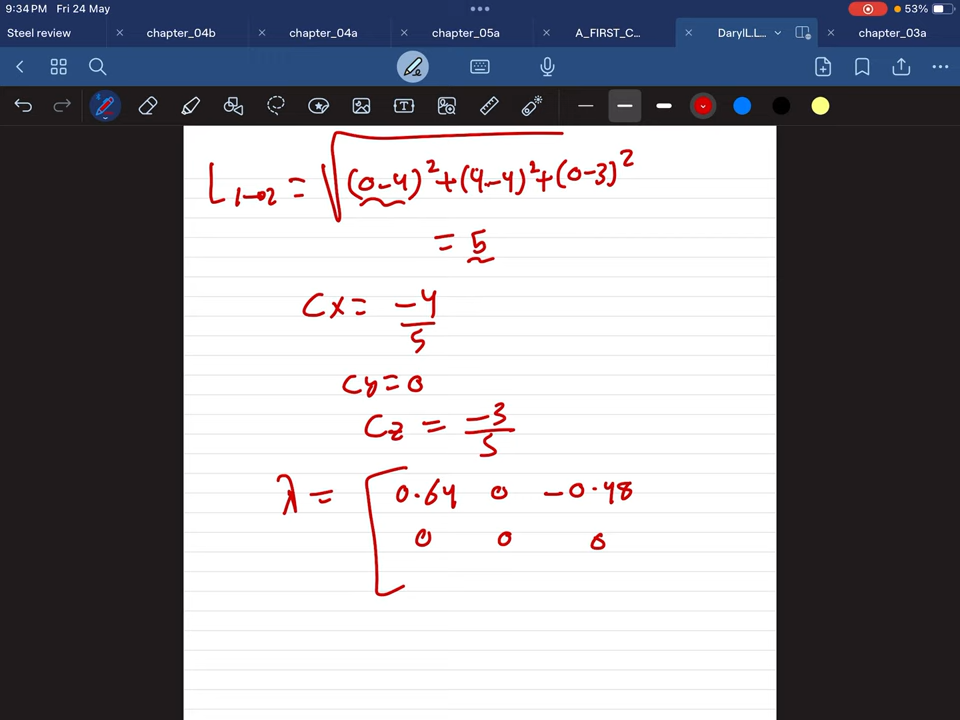 9:34 PM Fri 24 May
53%
Steel review
chapter_04b
chapter_04a
chapter_05a
A_FIRST_C...
DarylL.L...
chapter_03a
L₁→₂ = √(0-4)²+(4-4)²+(0-3)²
= 5
Cx = -4/5
Cy = 0
Cz = -3/5
λ = [ 0.64 0 -0.48
0 0 0